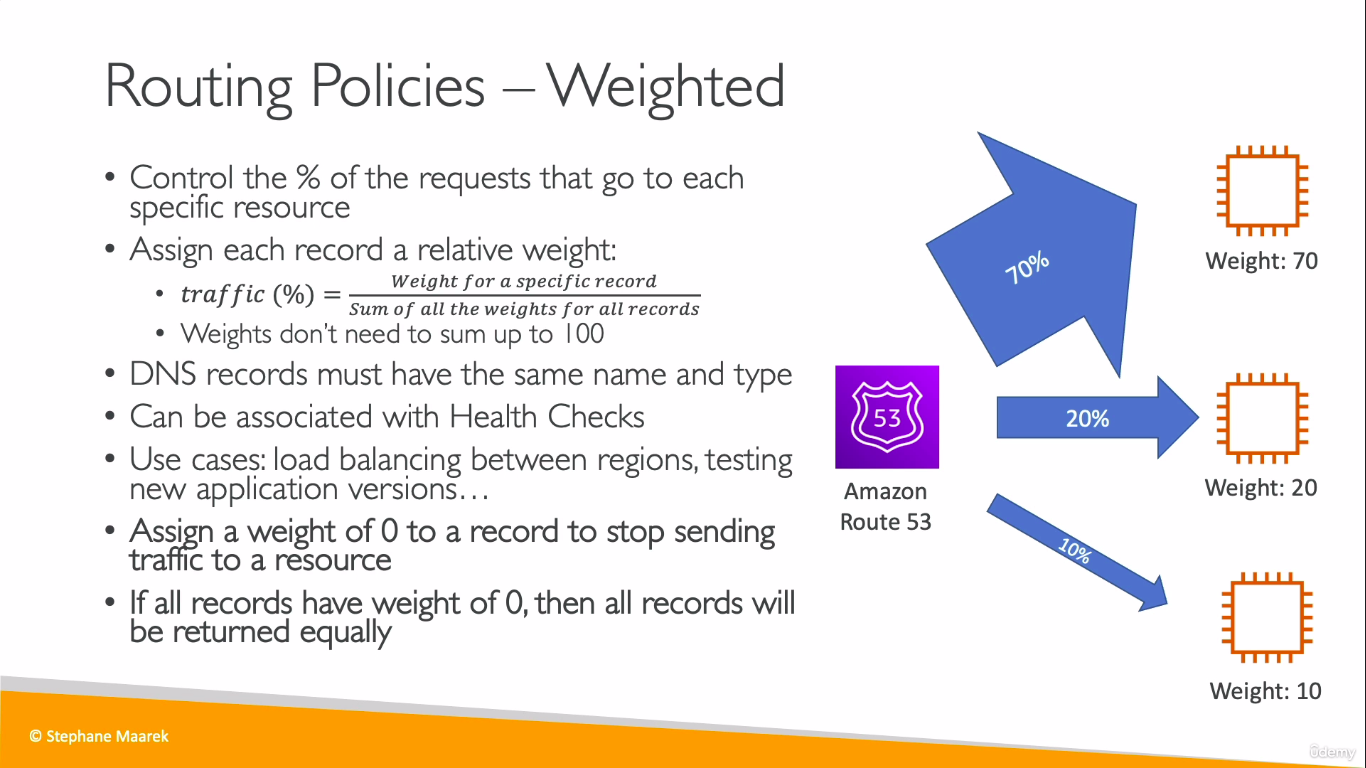 Routing Policies – Weighted
• Control the % of the requests that go to each
specific resource
• Assign each record a relative weight:
• traffic (%) = Weight for a specific record / Sum of all the weights for all records
• Weights don't need to sum up to 100
• DNS records must have the same name and type
• Can be associated with Health Checks
• Use cases: load balancing between regions, testing
new application versions…
• Assign a weight of 0 to a record to stop sending
traffic to a resource
• If all records have weight of 0, then all records will
be returned equally
70%
Weight: 70
53
Amazon
Route 53
20%
Weight: 20
10%
Weight: 10
© Stephane Maarek
ûdemy